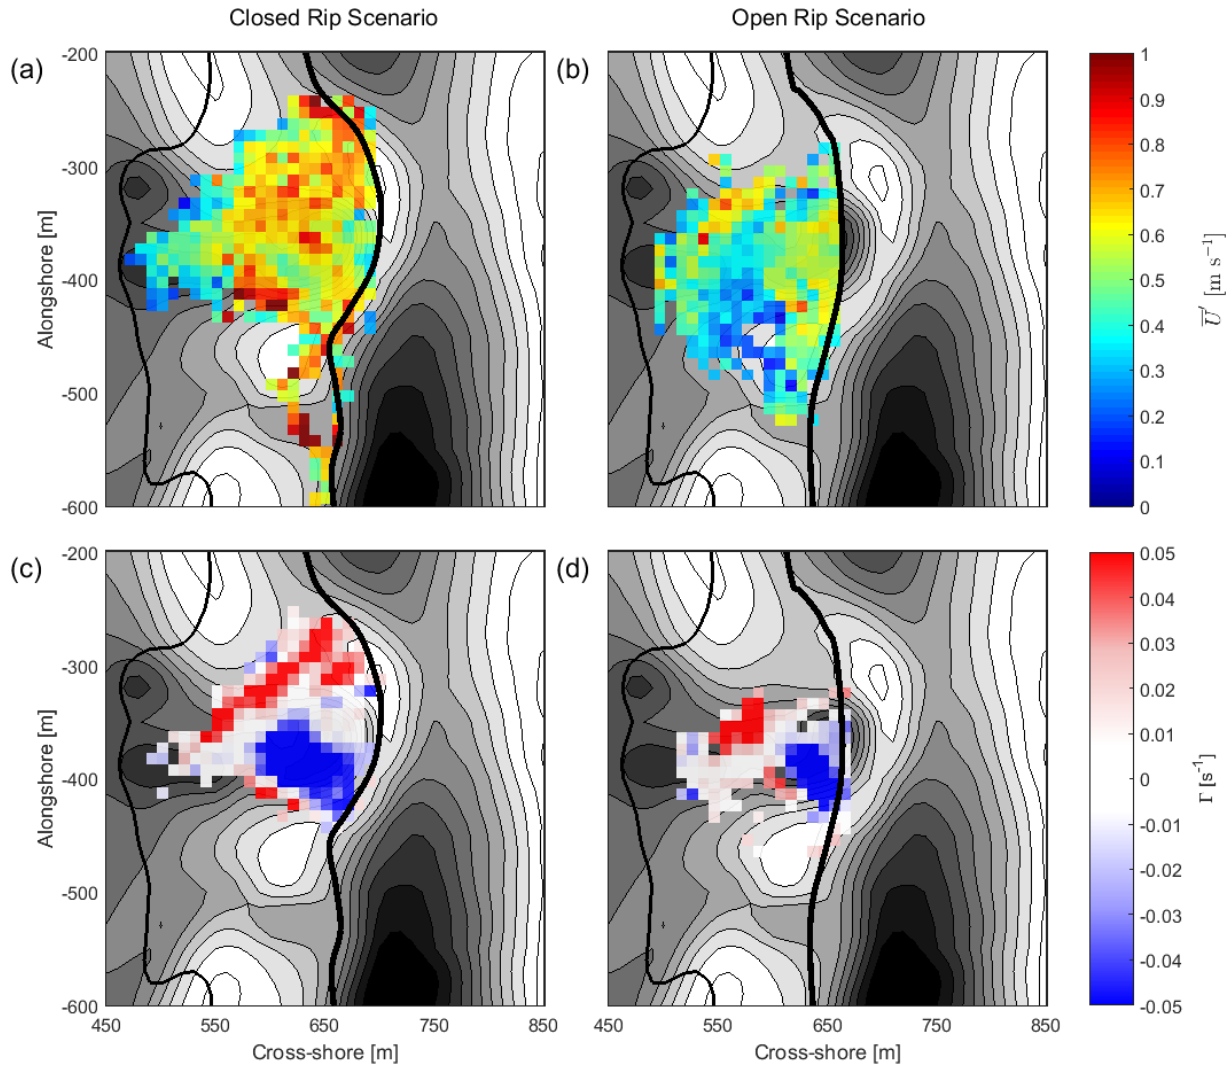 Closed Rip Scenario
Open Rip Scenario
(a)
(b)
-200
-300
-400
-500
-600
Alongshore [m]
1
0.9
0.8
0.7
0.6
0.5
0.4
0.3
0.2
0.1
0
U̅′ [m s⁻¹]
(c)
(d)
-200
-300
-400
-500
-600
Alongshore [m]
450 550 650 750 850
Cross-shore [m]
450 550 650 750 850
Cross-shore [m]
0.05
0.04
0.03
0.02
0.01
0
-0.01
-0.02
-0.03
-0.04
-0.05
Γ [s⁻¹]